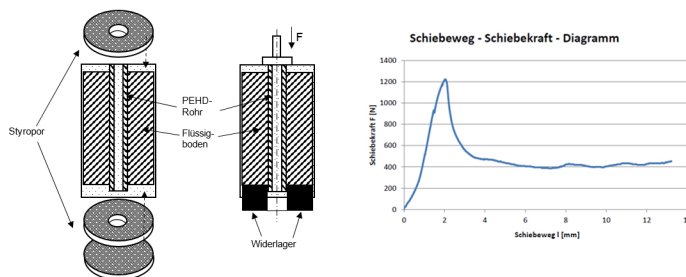 Styropor
PEHD-
Rohr
Flüssig-
boden
F
Widerlager
Schiebeweg - Schiebekraft - Diagramm
Schiebekraft F [N]
1400
1200
1000
800
600
400
200
0
0
2
4
6
8
10
12
14
Schiebeweg l [mm]